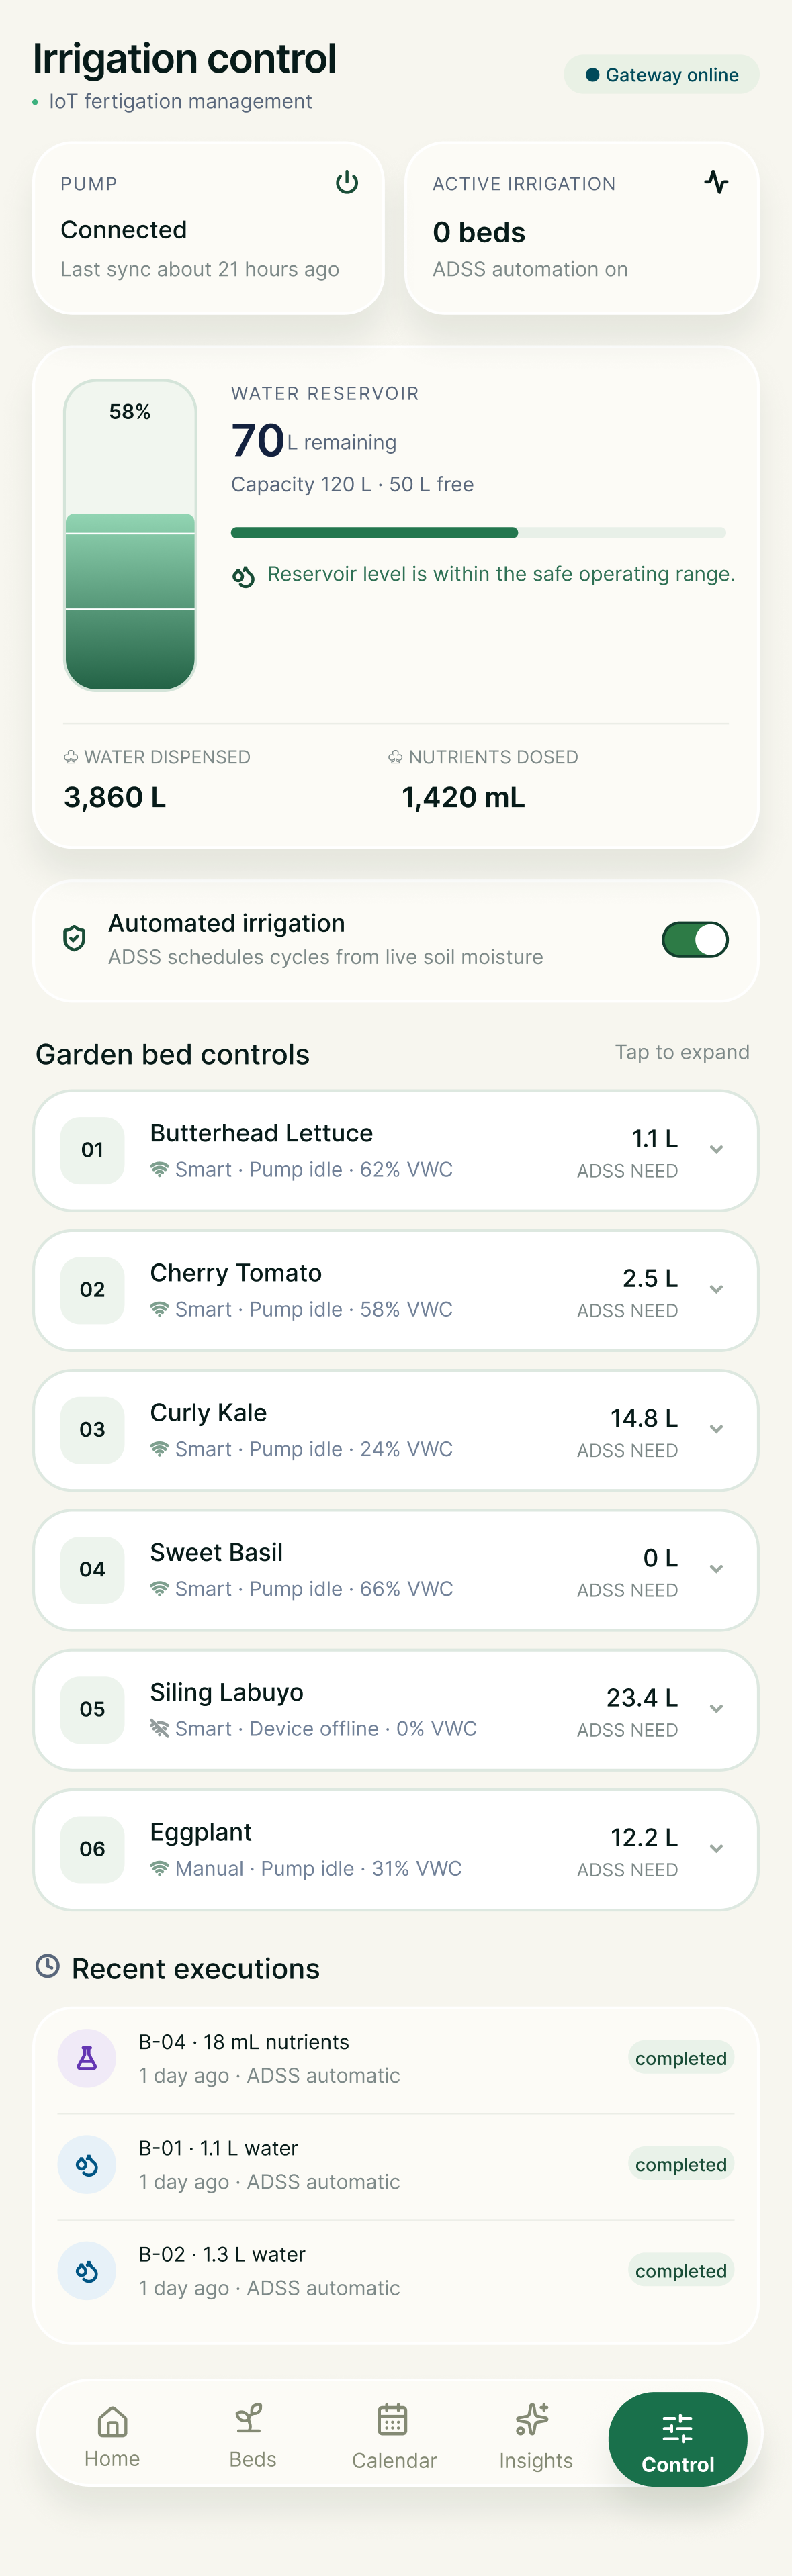 Irrigation control
IoT fertigation management
Gateway online
PUMP
Connected
Last sync about 21 hours ago
ACTIVE IRRIGATION
0 beds
ADSS automation on
58%
WATER RESERVOIR
70 L remaining
Capacity 120 L · 50 L free
Reservoir level is within the safe operating range.
WATER DISPENSED
3,860 L
NUTRIENTS DOSED
1,420 mL
Automated irrigation
ADSS schedules cycles from live soil moisture
Garden bed controls
Tap to expand
01
Butterhead Lettuce
Smart · Pump idle · 62% VWC
1.1 L
ADSS NEED
02
Cherry Tomato
Smart · Pump idle · 58% VWC
2.5 L
ADSS NEED
03
Curly Kale
Smart · Pump idle · 24% VWC
14.8 L
ADSS NEED
04
Sweet Basil
Smart · Pump idle · 66% VWC
0 L
ADSS NEED
05
Siling Labuyo
Smart · Device offline · 0% VWC
23.4 L
ADSS NEED
06
Eggplant
Manual · Pump idle · 31% VWC
12.2 L
ADSS NEED
Recent executions
B-04 · 18 mL nutrients
1 day ago · ADSS automatic
completed
B-01 · 1.1 L water
1 day ago · ADSS automatic
completed
B-02 · 1.3 L water
1 day ago · ADSS automatic
completed
Home
Beds
Calendar
Insights
Control